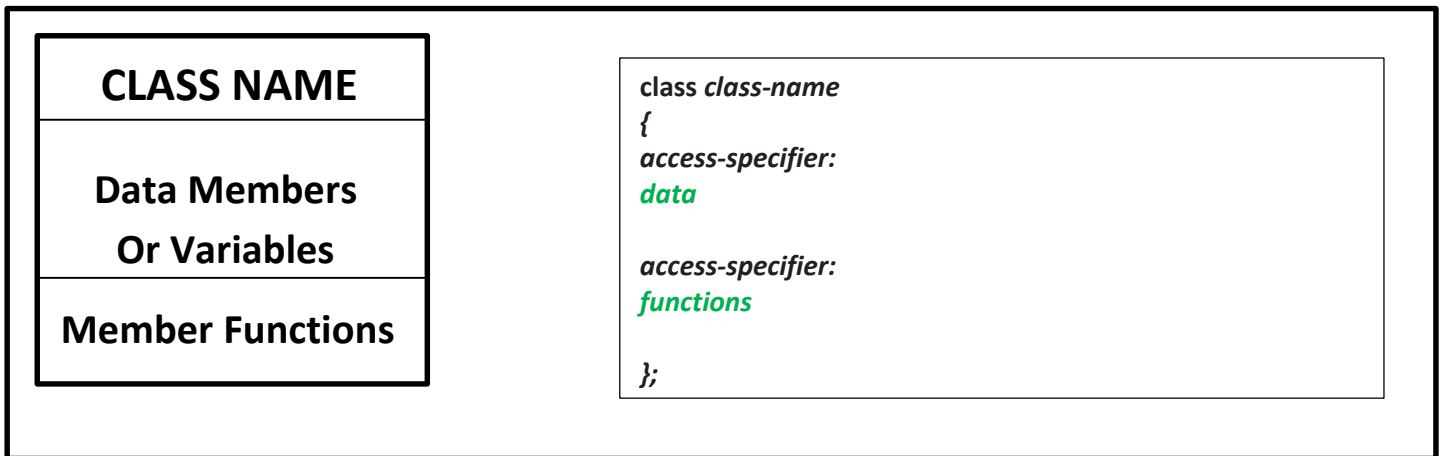 CLASS NAME
Data Members
Or Variables
Member Functions
class class-name
{
access-specifier:
data
access-specifier:
functions
};